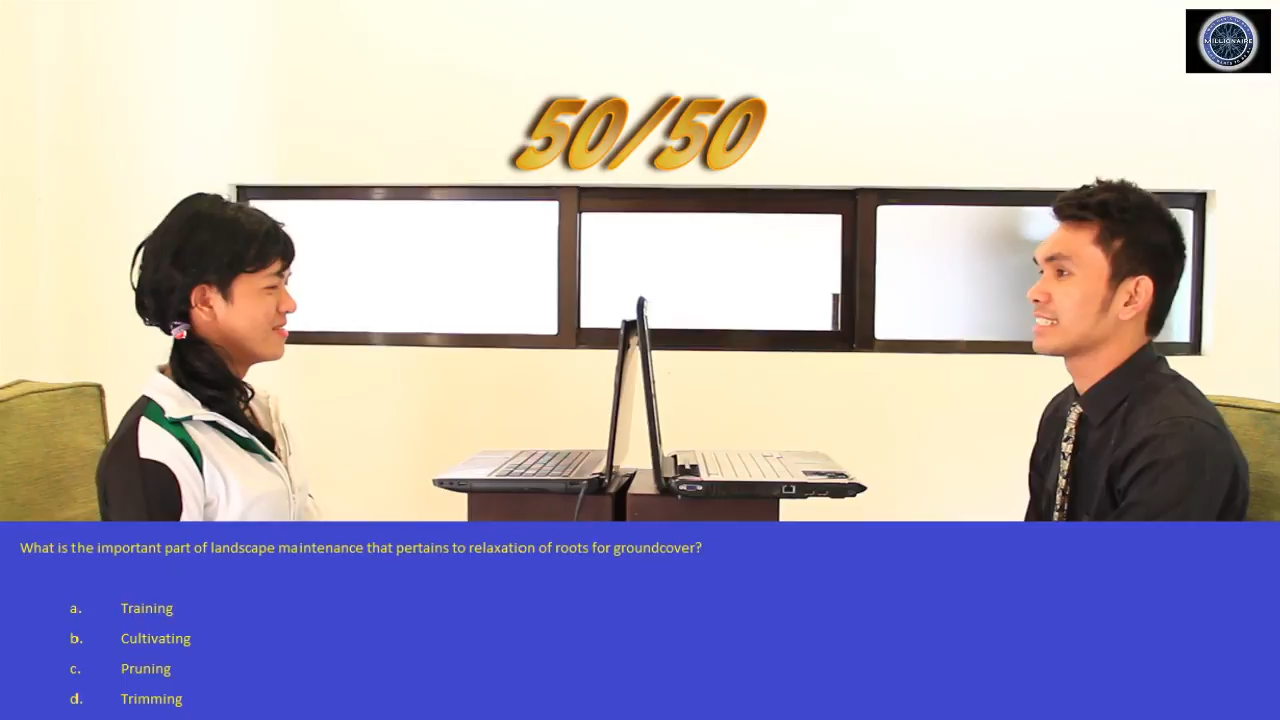 MILLIONAIRE
50/50
What is the important part of landscape maintenance that pertains to relaxation of roots for groundcover?
a. Training
b. Cultivating
c. Pruning
d. Trimming